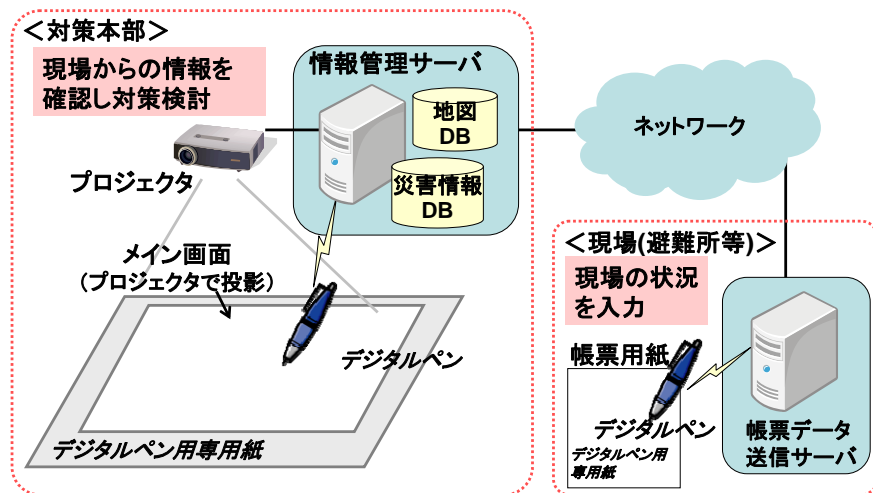 ＜対策本部＞
現場からの情報を
確認し対策検討
情報管理サーバ
地図
DB
災害情報
DB
プロジェクタ
メイン画面
（プロジェクタで投影）
デジタルペン
デジタルペン用専用紙
ネットワーク
＜現場(避難所等)＞
現場の状況
を入力
帳票用紙
デジタルペン
デジタルペン用
専用紙
帳票データ
送信サーバ